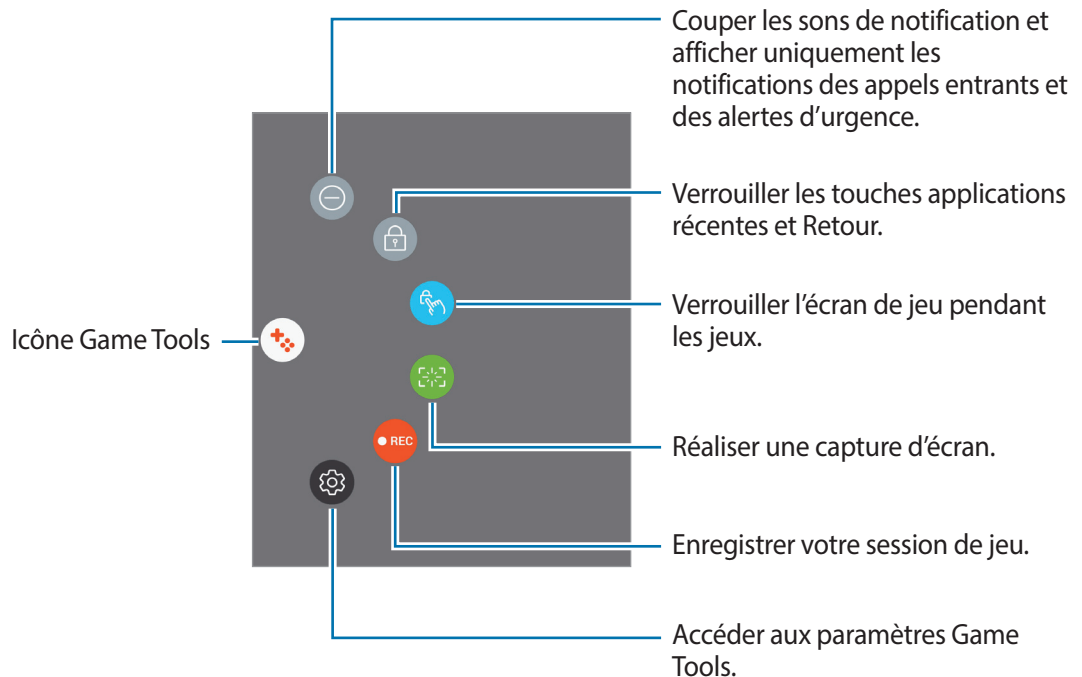 Couper les sons de notification et
afficher uniquement les
notifications des appels entrants et
des alertes d'urgence.
Verrouiller les touches applications
récentes et Retour.
Verrouiller l'écran de jeu pendant
les jeux.
Icône Game Tools
Réaliser une capture d'écran.
REC
Enregistrer votre session de jeu.
Accéder aux paramètres Game
Tools.